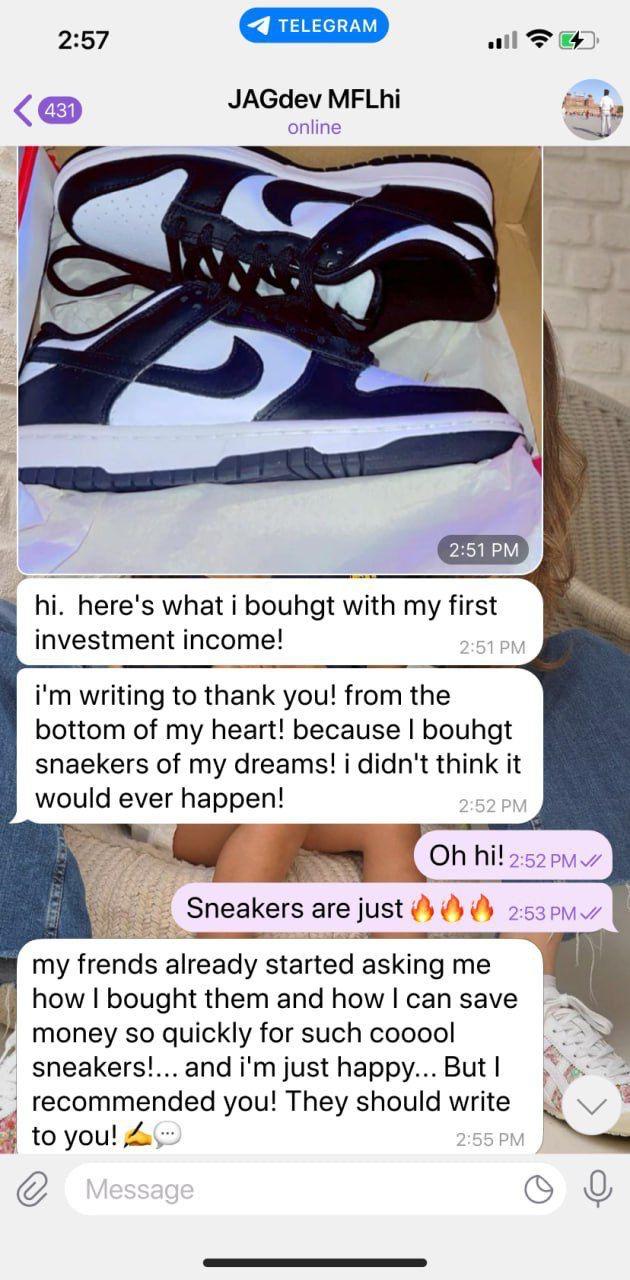 2:57
TELEGRAM
431
JAGdev MFLhi
online
2:51 PM
hi.  here's what i bouhgt with my first
investment income!
2:51 PM
i'm writing to thank you! from the
bottom of my heart! because I bouhgt
snaekers of my dreams! i didn't think it
would ever happen!
2:52 PM
Oh hi! 2:52 PM
Sneakers are just 🔥🔥🔥 2:53 PM
my frends already started asking me
how I bought them and how I can save
money so quickly for such cooool
sneakers!... and i'm just happy... But I
recommended you! They should write
to you! ✍️💬
2:55 PM
Message